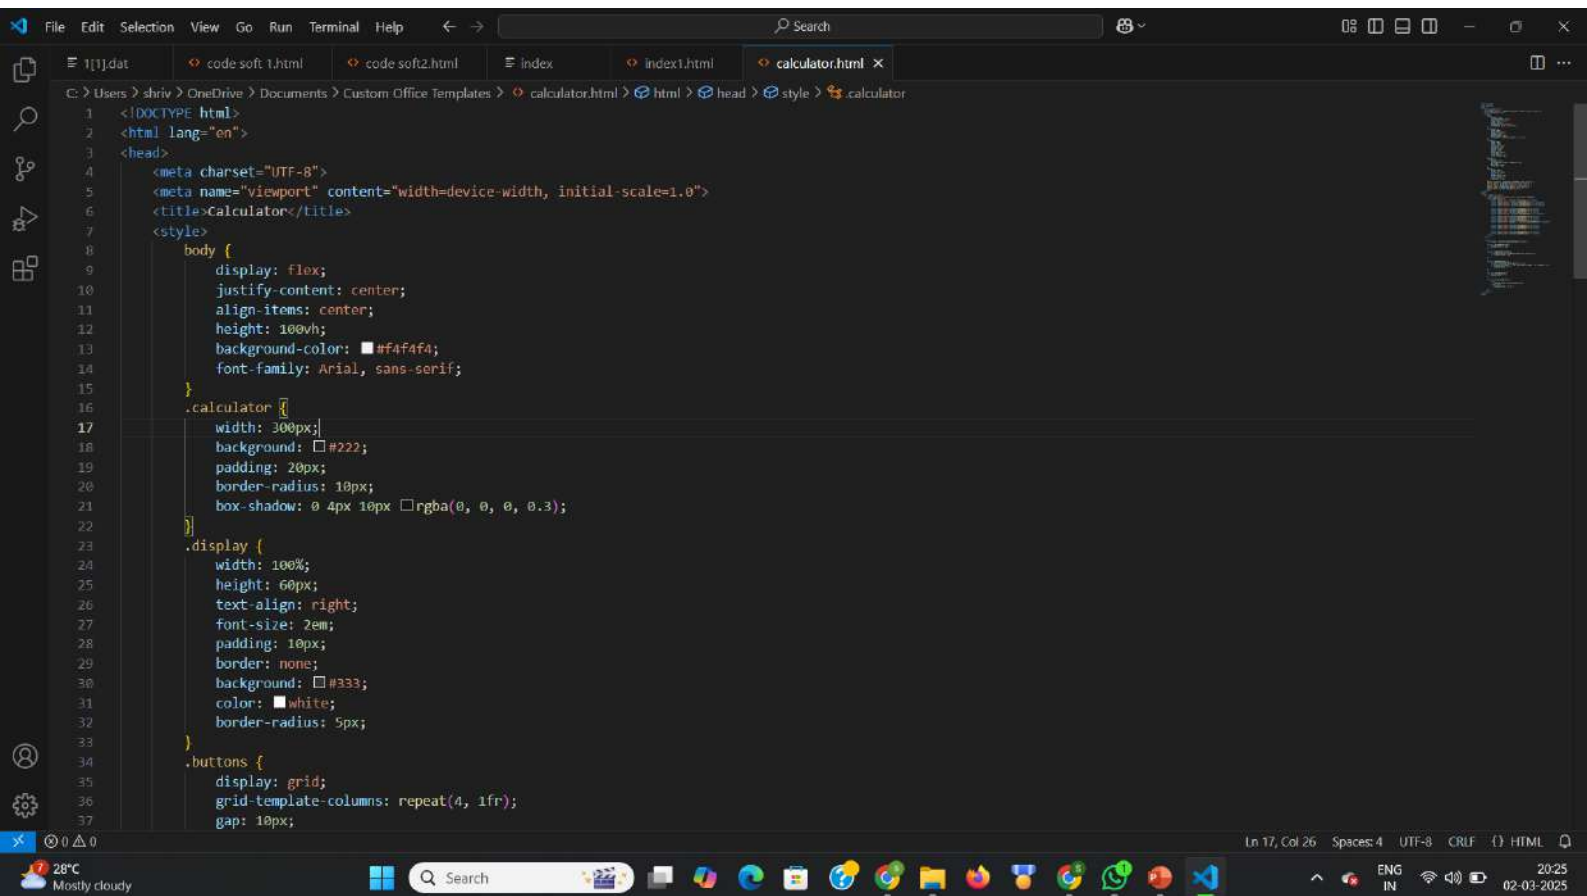 File Edit Selection View Go Run Terminal Help
Search
1[1].dat
code soft 1.html
code soft2.html
index
index1.html
calculator.html
C: > Users > shriv > OneDrive > Documents > Custom Office Templates > calculator.html > html > head > style > .calculator
1 <!DOCTYPE html>
2 <html lang="en">
3 <head>
4 <meta charset="UTF-8">
5 <meta name="viewport" content="width=device-width, initial-scale=1.0">
6 <title>Calculator</title>
7 <style>
8 body {
9 display: flex;
10 justify-content: center;
11 align-items: center;
12 height: 100vh;
13 background-color: #f4f4f4;
14 font-family: Arial, sans-serif;
15 }
16 .calculator {
17 width: 300px;
18 background: #222;
19 padding: 20px;
20 border-radius: 10px;
21 box-shadow: 0 4px 10px rgba(0, 0, 0, 0.3);
22 }
23 .display {
24 width: 100%;
25 height: 60px;
26 text-align: right;
27 font-size: 2em;
28 padding: 10px;
29 border: none;
30 background: #333;
31 color: white;
32 border-radius: 5px;
33 }
34 .buttons {
35 display: grid;
36 grid-template-columns: repeat(4, 1fr);
37 gap: 10px;
0 0
Ln 17, Col 26 Spaces: 4 UTF-8 CRLF {} HTML
7
28°C
Mostly cloudy
Search
ENG
IN
20:25
02-03-2025